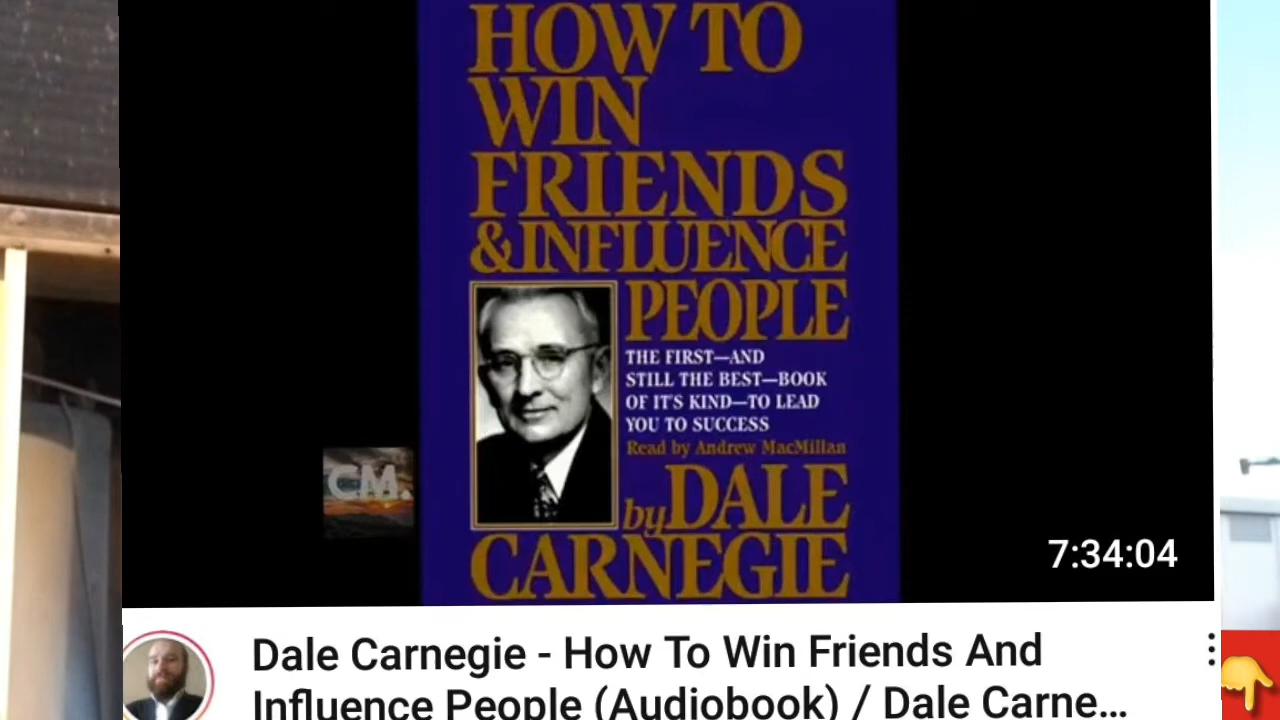 HOW TO
WIN
FRIENDS
& INFLUENCE
PEOPLE
THE FIRST—AND
STILL THE BEST—BOOK
OF IT'S KIND—TO LEAD
YOU TO SUCCESS
Read by Andrew MacMillan
by DALE
CARNEGIE
CM.
7:34:04
Dale Carnegie - How To Win Friends And
Influence People (Audiobook) / Dale Carne...